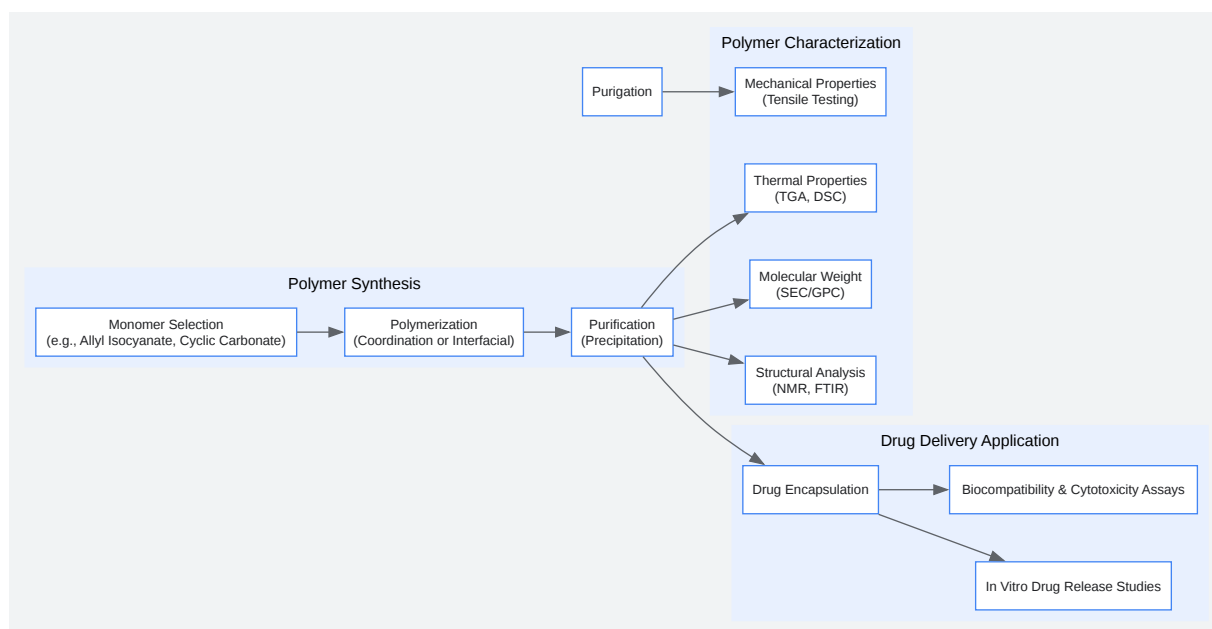 Polymer Characterization
Purigation
Mechanical Properties
(Tensile Testing)
Thermal Properties
(TGA, DSC)
Molecular Weight
(SEC/GPC)
Structural Analysis
(NMR, FTIR)
Polymer Synthesis
Monomer Selection
(e.g., Allyl Isocyanate, Cyclic Carbonate)
Polymerization
(Coordination or Interfacial)
Purification
(Precipitation)
Drug Delivery Application
Drug Encapsulation
Biocompatibility & Cytotoxicity Assays
In Vitro Drug Release Studies